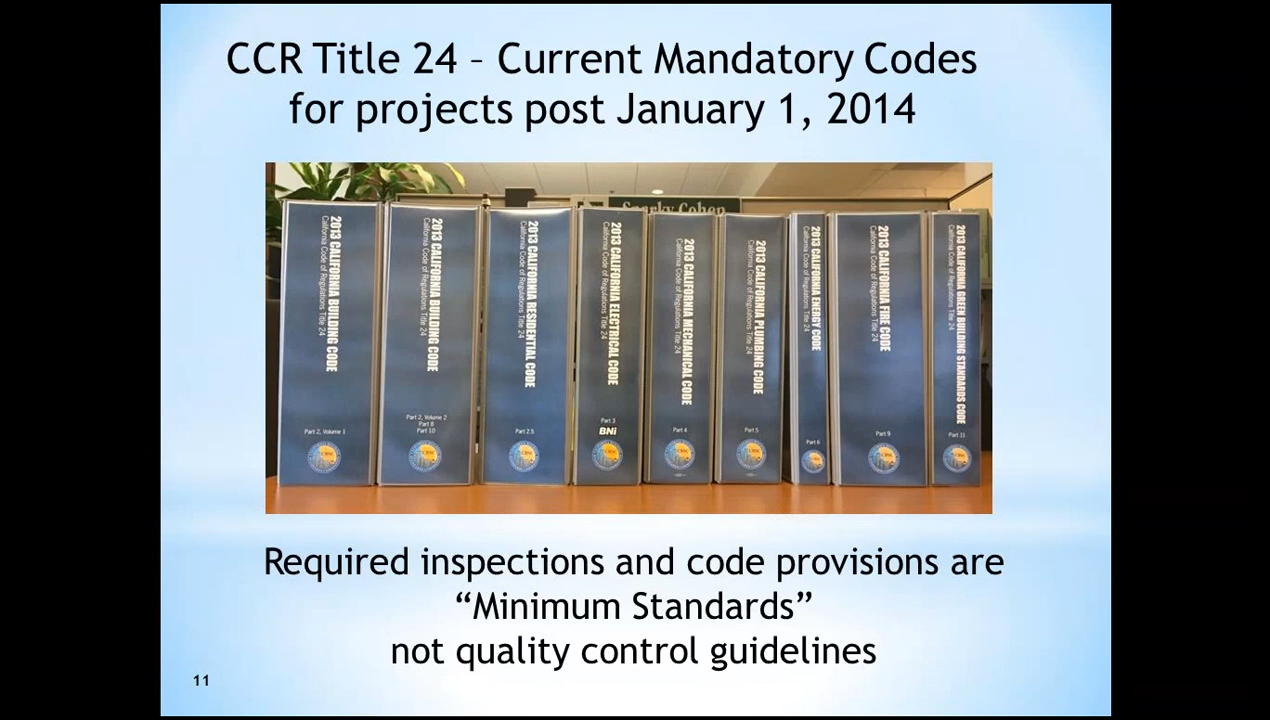 CCR Title 24 – Current Mandatory Codes
for projects post January 1, 2014
Sparky Cohen
2013 CALIFORNIA BUILDING CODE
California Code of Regulations Title 24
Part 2, Volume 1
2013 CALIFORNIA BUILDING CODE
California Code of Regulations Title 24
Part 2, Volume 2
Part 8
Part 10
2013 CALIFORNIA RESIDENTIAL CODE
California Code of Regulations Title 24
Part 2.5
2013 CALIFORNIA ELECTRICAL CODE
California Code of Regulations Title 24
Part 3
BNi
2013 CALIFORNIA MECHANICAL CODE
California Code of Regulations Title 24
Part 4
2013 CALIFORNIA PLUMBING CODE
California Code of Regulations Title 24
Part 5
2013 CALIFORNIA ENERGY CODE
California Code of Regulations Title 24
Part 6
2013 CALIFORNIA FIRE CODE
California Code of Regulations Title 24
Part 9
2013 CALIFORNIA GREEN BUILDING STANDARDS CODE
California Code of Regulations Title 24
Part 11
Required inspections and code provisions are
“Minimum Standards”
not quality control guidelines
11